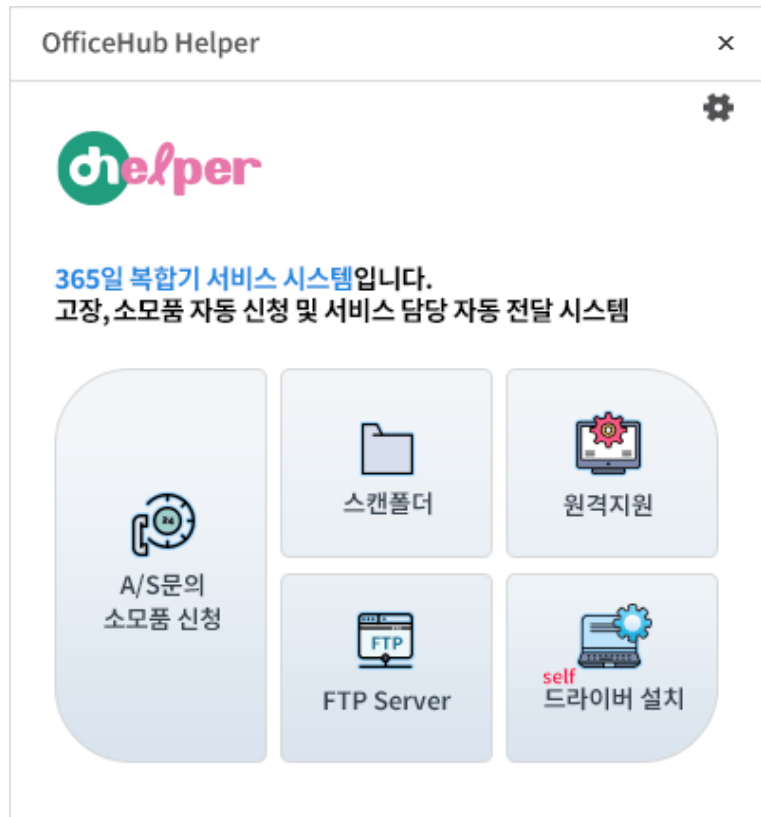 OfficeHub Helper
ohelper
365일 복합기 서비스 시스템입니다.
고장, 소모품 자동 신청 및 서비스 담당 자동 전달 시스템
24
A/S문의
소모품 신청
스캔폴더
원격지원
FTP
FTP Server
self
드라이버 설치